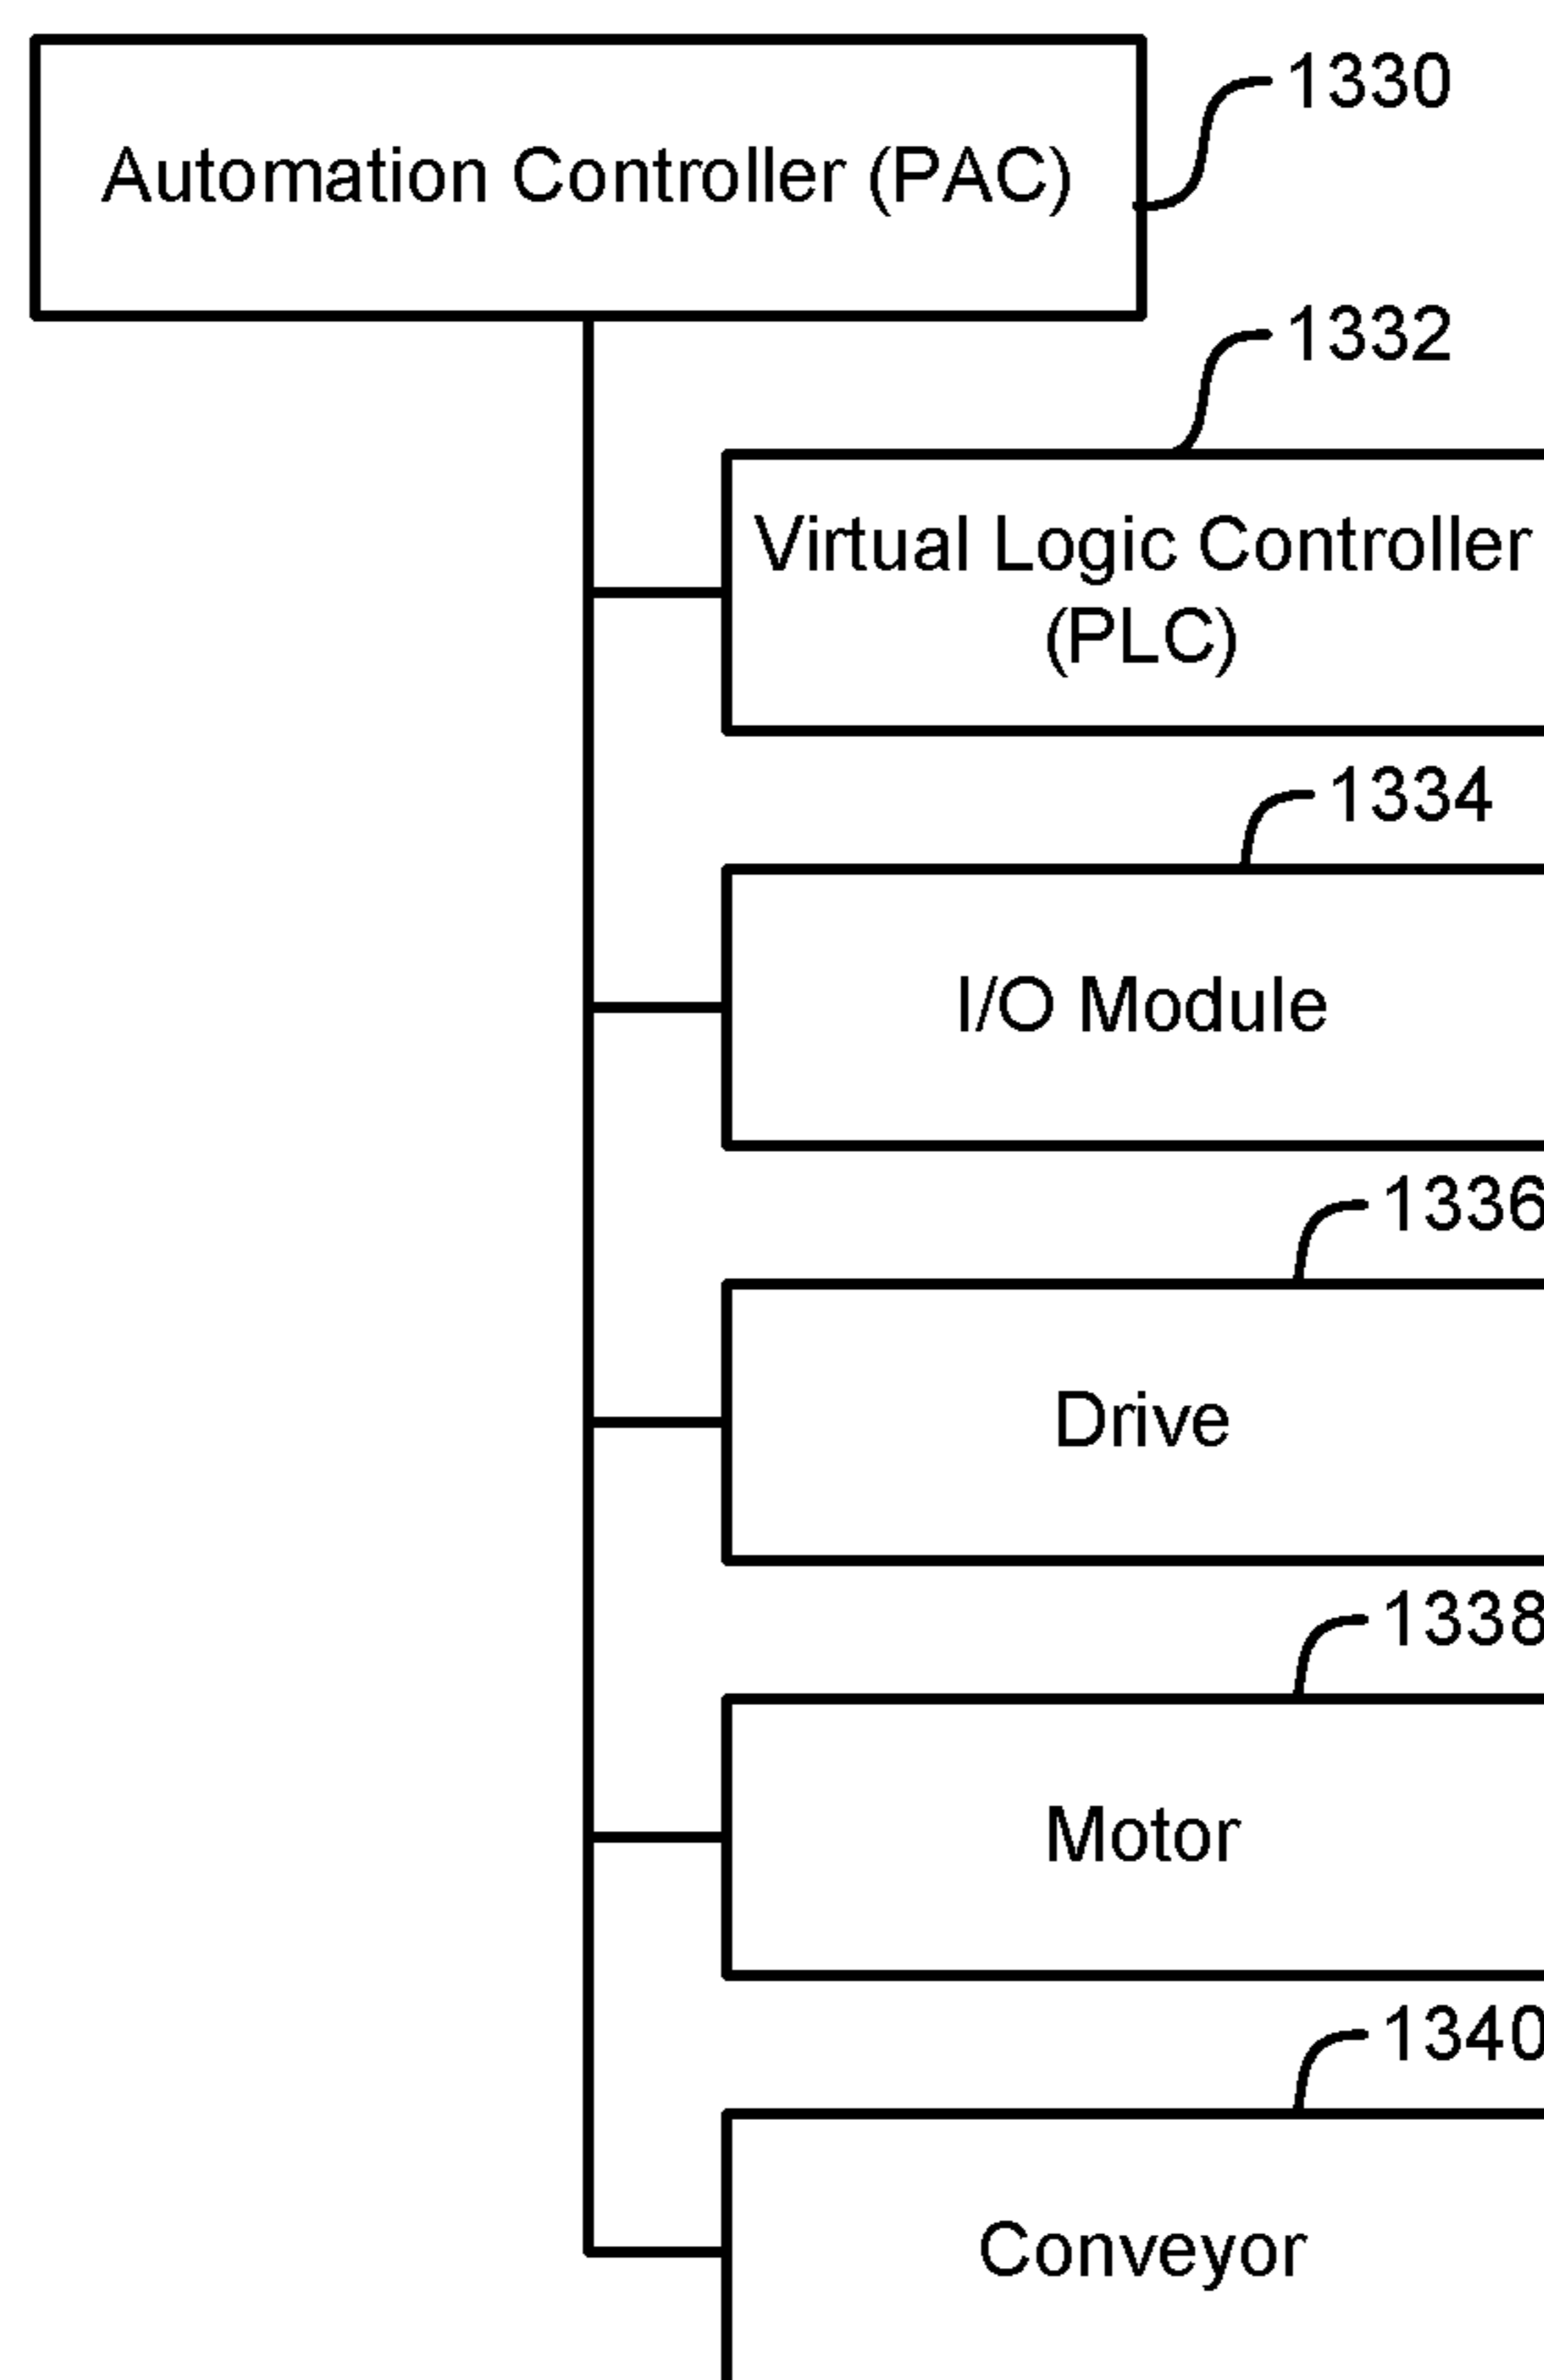 1330
Automation Controller (PAC)
1332
Virtual Logic Controller
(PLC)
1334
I/O Module
1336
Drive
1338
Motor
1340
Conveyor